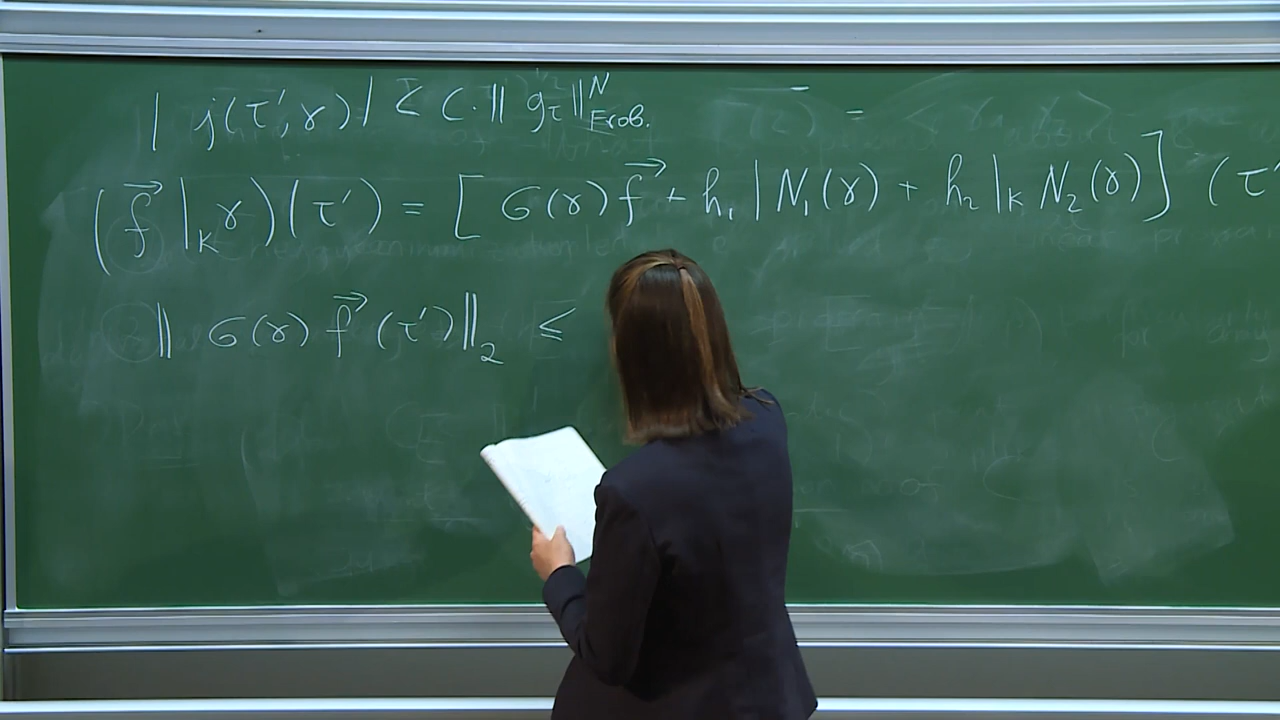 | j(τ', γ) | ≤ C · ‖ g_τ ‖^N_Frob.
(f⃗ |_K γ)(τ') = [ σ(γ) f⃗ + h_1 | N_1(γ) + h_2 |_K N_2(γ) ] (τ'
‖ σ(γ) f⃗ (τ') ‖_2 ≤